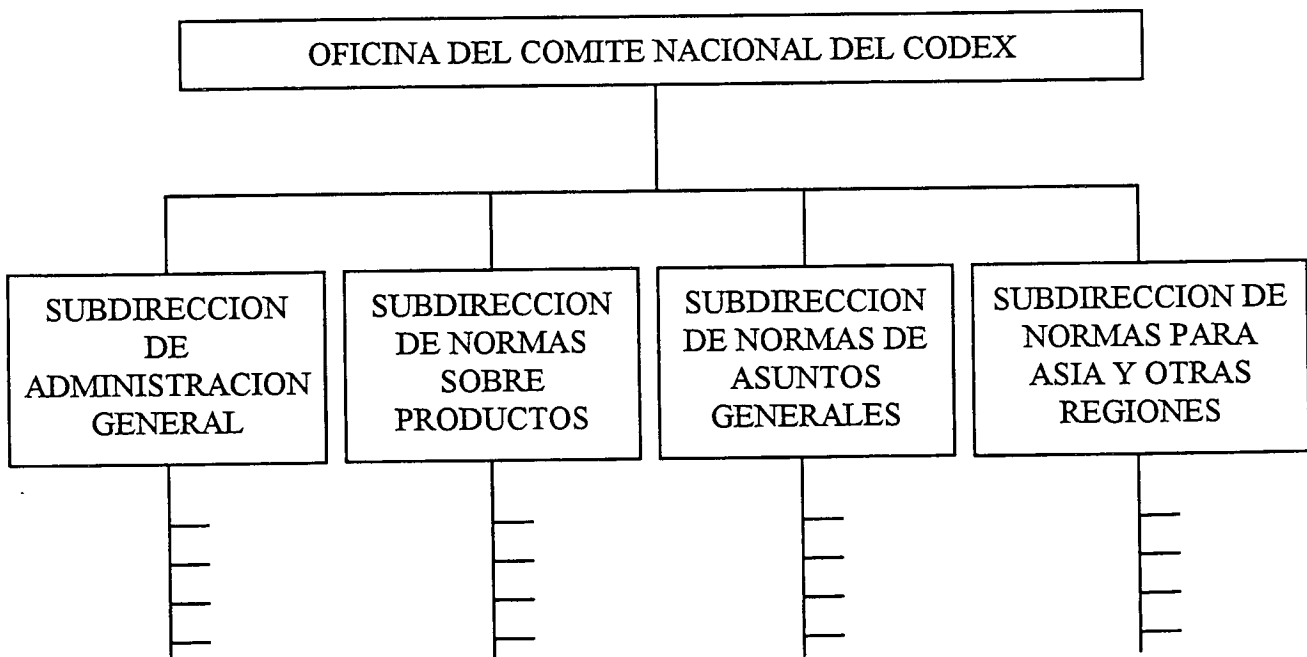 OFICINA DEL COMITE NACIONAL DEL CODEX
SUBDIRECCION
DE
ADMINISTRACION
GENERAL
SUBDIRECCION
DE NORMAS
SOBRE
PRODUCTOS
SUBDIRECCION
DE NORMAS DE
ASUNTOS
GENERALES
SUBDIRECCION DE
NORMAS PARA
ASIA Y OTRAS
REGIONES